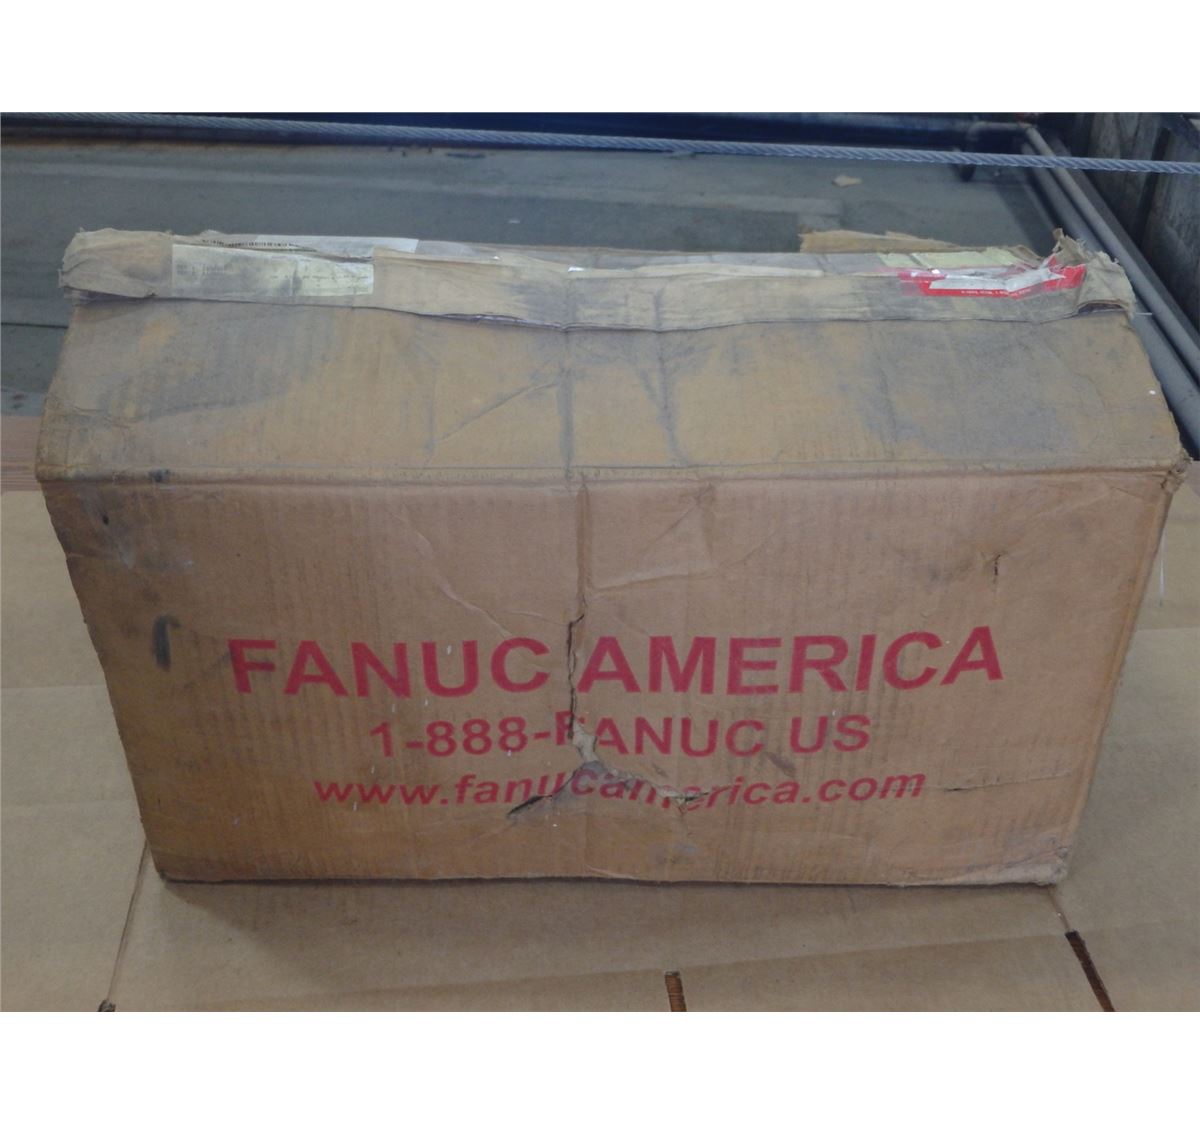 FANUC AMERICA
1-888-FANUC US
www.fanucamerica.com